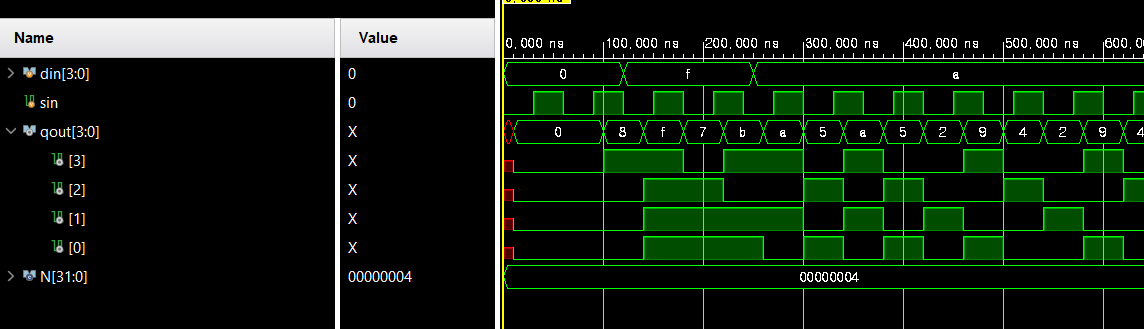 0,000 ns
Name Value
0,000 ns 100,000 ns 200,000 ns 300,000 ns 400,000 ns 500,000 ns 600,
din[3:0] 0 0 f a
sin 0
qout[3:0] X 0 8 f 7 b a 5 a 5 2 9 4 2 9 4
[3] X
[2] X
[1] X
[0] X
N[31:0] 00000004 00000004